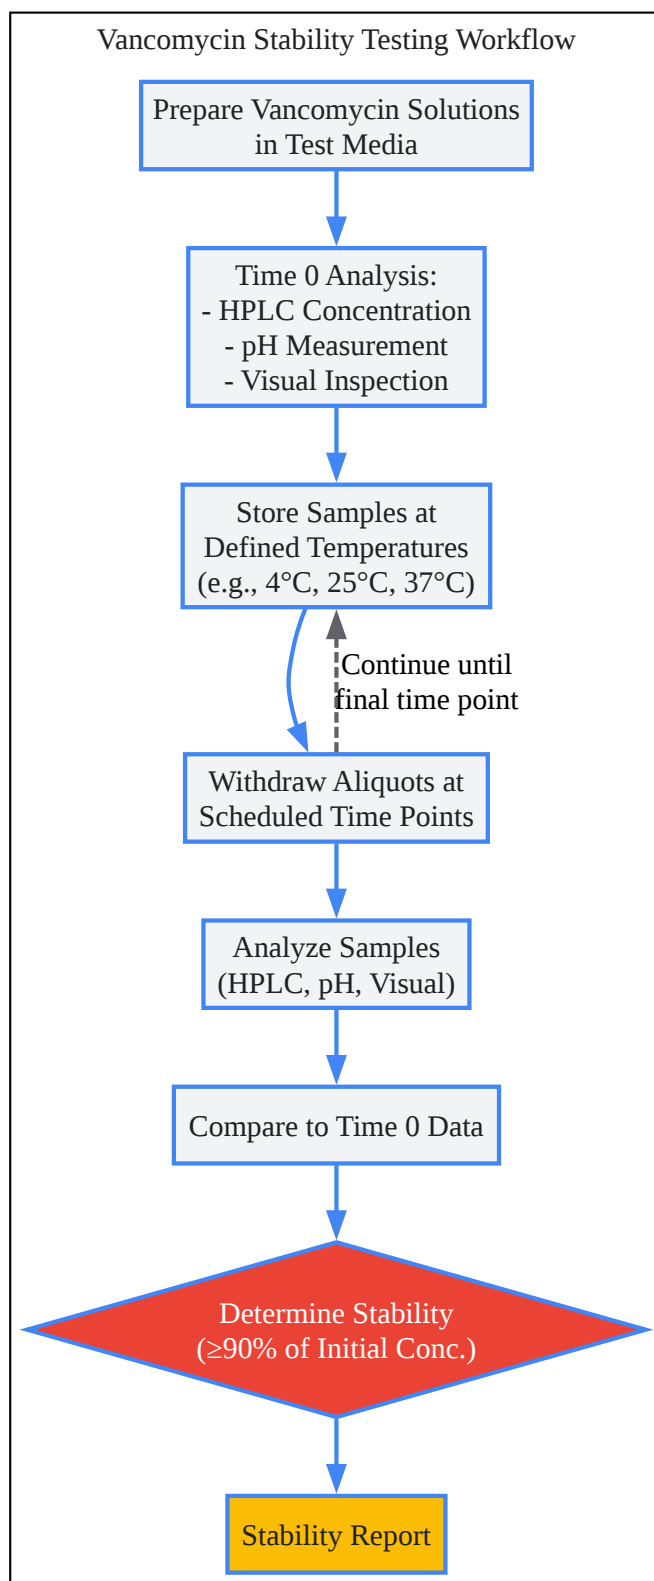 Vancomycin Stability Testing Workflow
Prepare Vancomycin Solutions
in Test Media
Time 0 Analysis:
- HPLC Concentration
- pH Measurement
- Visual Inspection
Store Samples at
Defined Temperatures
(e.g., 4°C, 25°C, 37°C)
Continue until
final time point
Withdraw Aliquots at
Scheduled Time Points
Analyze Samples
(HPLC, pH, Visual)
Compare to Time 0 Data
Determine Stability
(≥90% of Initial Conc.)
Stability Report